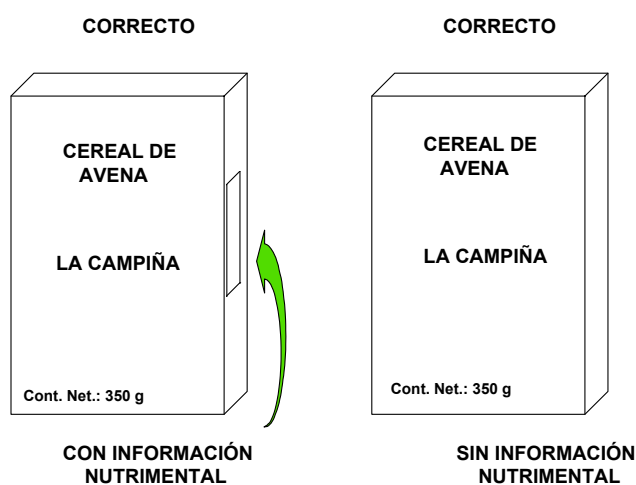 CORRECTO
CEREAL DE
AVENA
LA CAMPIÑA
Cont. Net.: 350 g
CON INFORMACIÓN
NUTRIMENTAL
CORRECTO
CEREAL DE
AVENA
LA CAMPIÑA
Cont. Net.: 350 g
SIN INFORMACIÓN
NUTRIMENTAL